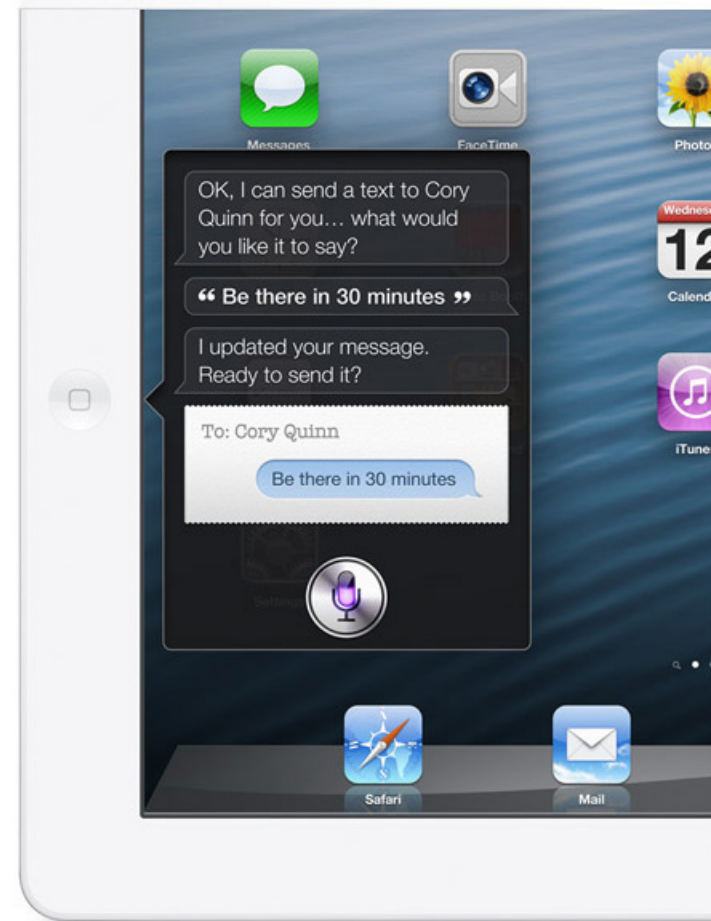 Messages
FaceTime
Photo
OK, I can send a text to Cory
Quinn for you... what would
you like it to say?
“ Be there in 30 minutes ”
I updated your message.
Ready to send it?
To: Cory Quinn
Be there in 30 minutes
Settings
Wednes
12
Calend
iTune
Safari
Mail